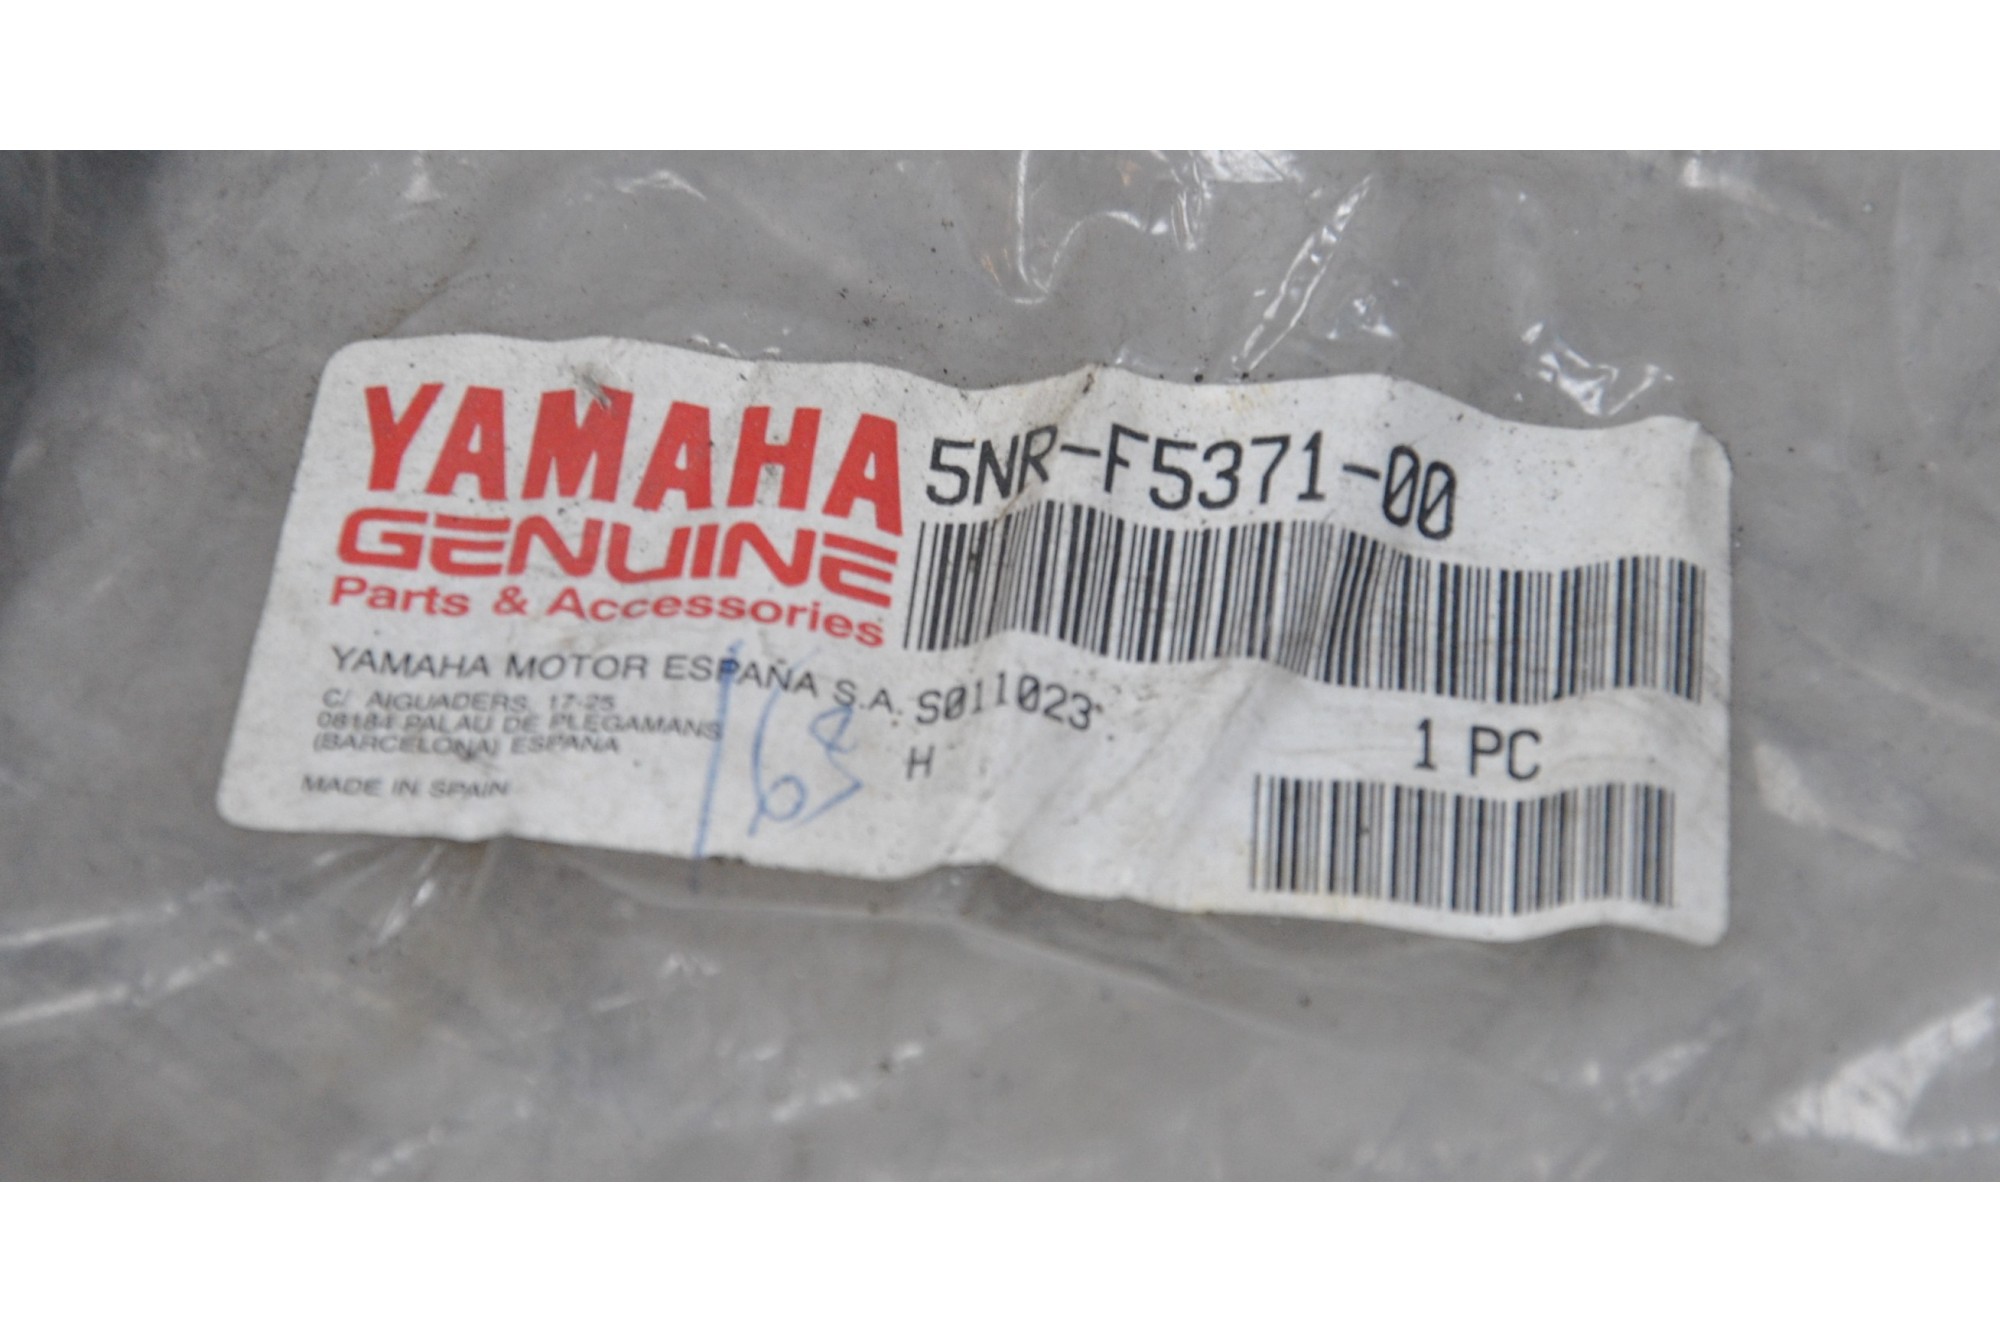 YAMAHA
GENUINE
Parts & Accessories
YAMAHA MOTOR ESPAÑA S.A.
C/ AIGUADERS, 17-25
08184 PALAU DE PLEGAMANS
(BARCELONA) ESPAÑA
MADE IN SPAIN
5NR-F5371-00
S011023
H
1 PC